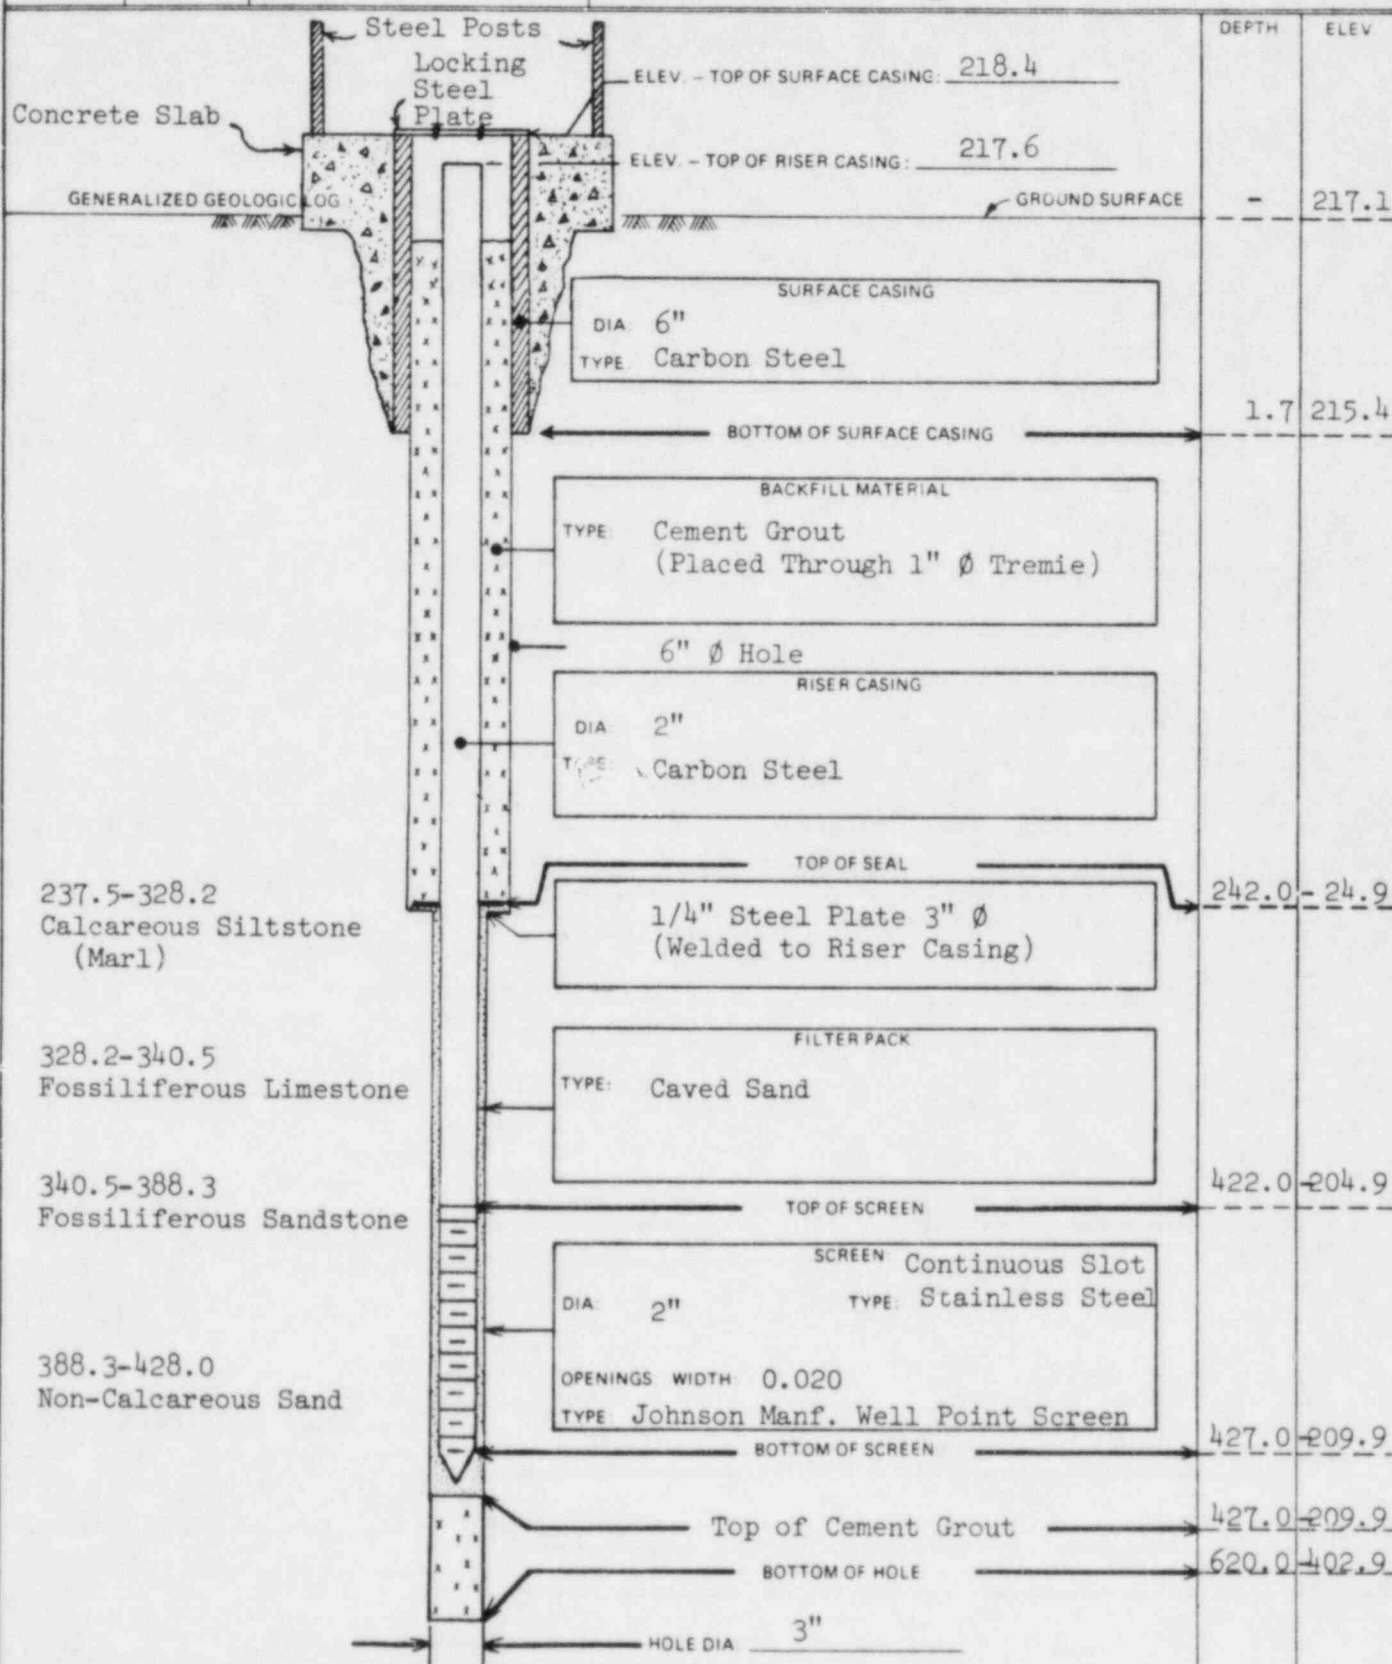 DEPTH ELEV
Steel Posts
Locking
Steel
Plate
ELEV. - TOP OF SURFACE CASING: 218.4
Concrete Slab
ELEV. - TOP OF RISER CASING: 217.6
GENERALIZED GEOLOGIC LOG
GROUND SURFACE - 217.1
SURFACE CASING
DIA 6"
TYPE Carbon Steel
BOTTOM OF SURFACE CASING 1.7 215.4
BACKFILL MATERIAL
TYPE: Cement Grout
(Placed Through 1" Ø Tremie)
6" Ø Hole
RISER CASING
DIA 2"
TYPE: Carbon Steel
TOP OF SEAL 242.0 -24.9
237.5-328.2
Calcareous Siltstone
(Marl)
1/4" Steel Plate 3" Ø
(Welded to Riser Casing)
FILTER PACK
TYPE: Caved Sand
328.2-340.5
Fossiliferous Limestone
340.5-388.3
Fossiliferous Sandstone
TOP OF SCREEN 422.0 -204.9
SCREEN Continuous Slot
DIA: 2" TYPE: Stainless Steel
OPENINGS WIDTH 0.020
TYPE: Johnson Manf. Well Point Screen
388.3-428.0
Non-Calcareous Sand
BOTTOM OF SCREEN 427.0 -209.9
Top of Cement Grout 427.0 -209.9
BOTTOM OF HOLE 620.0 -402.9
HOLE DIA 3"